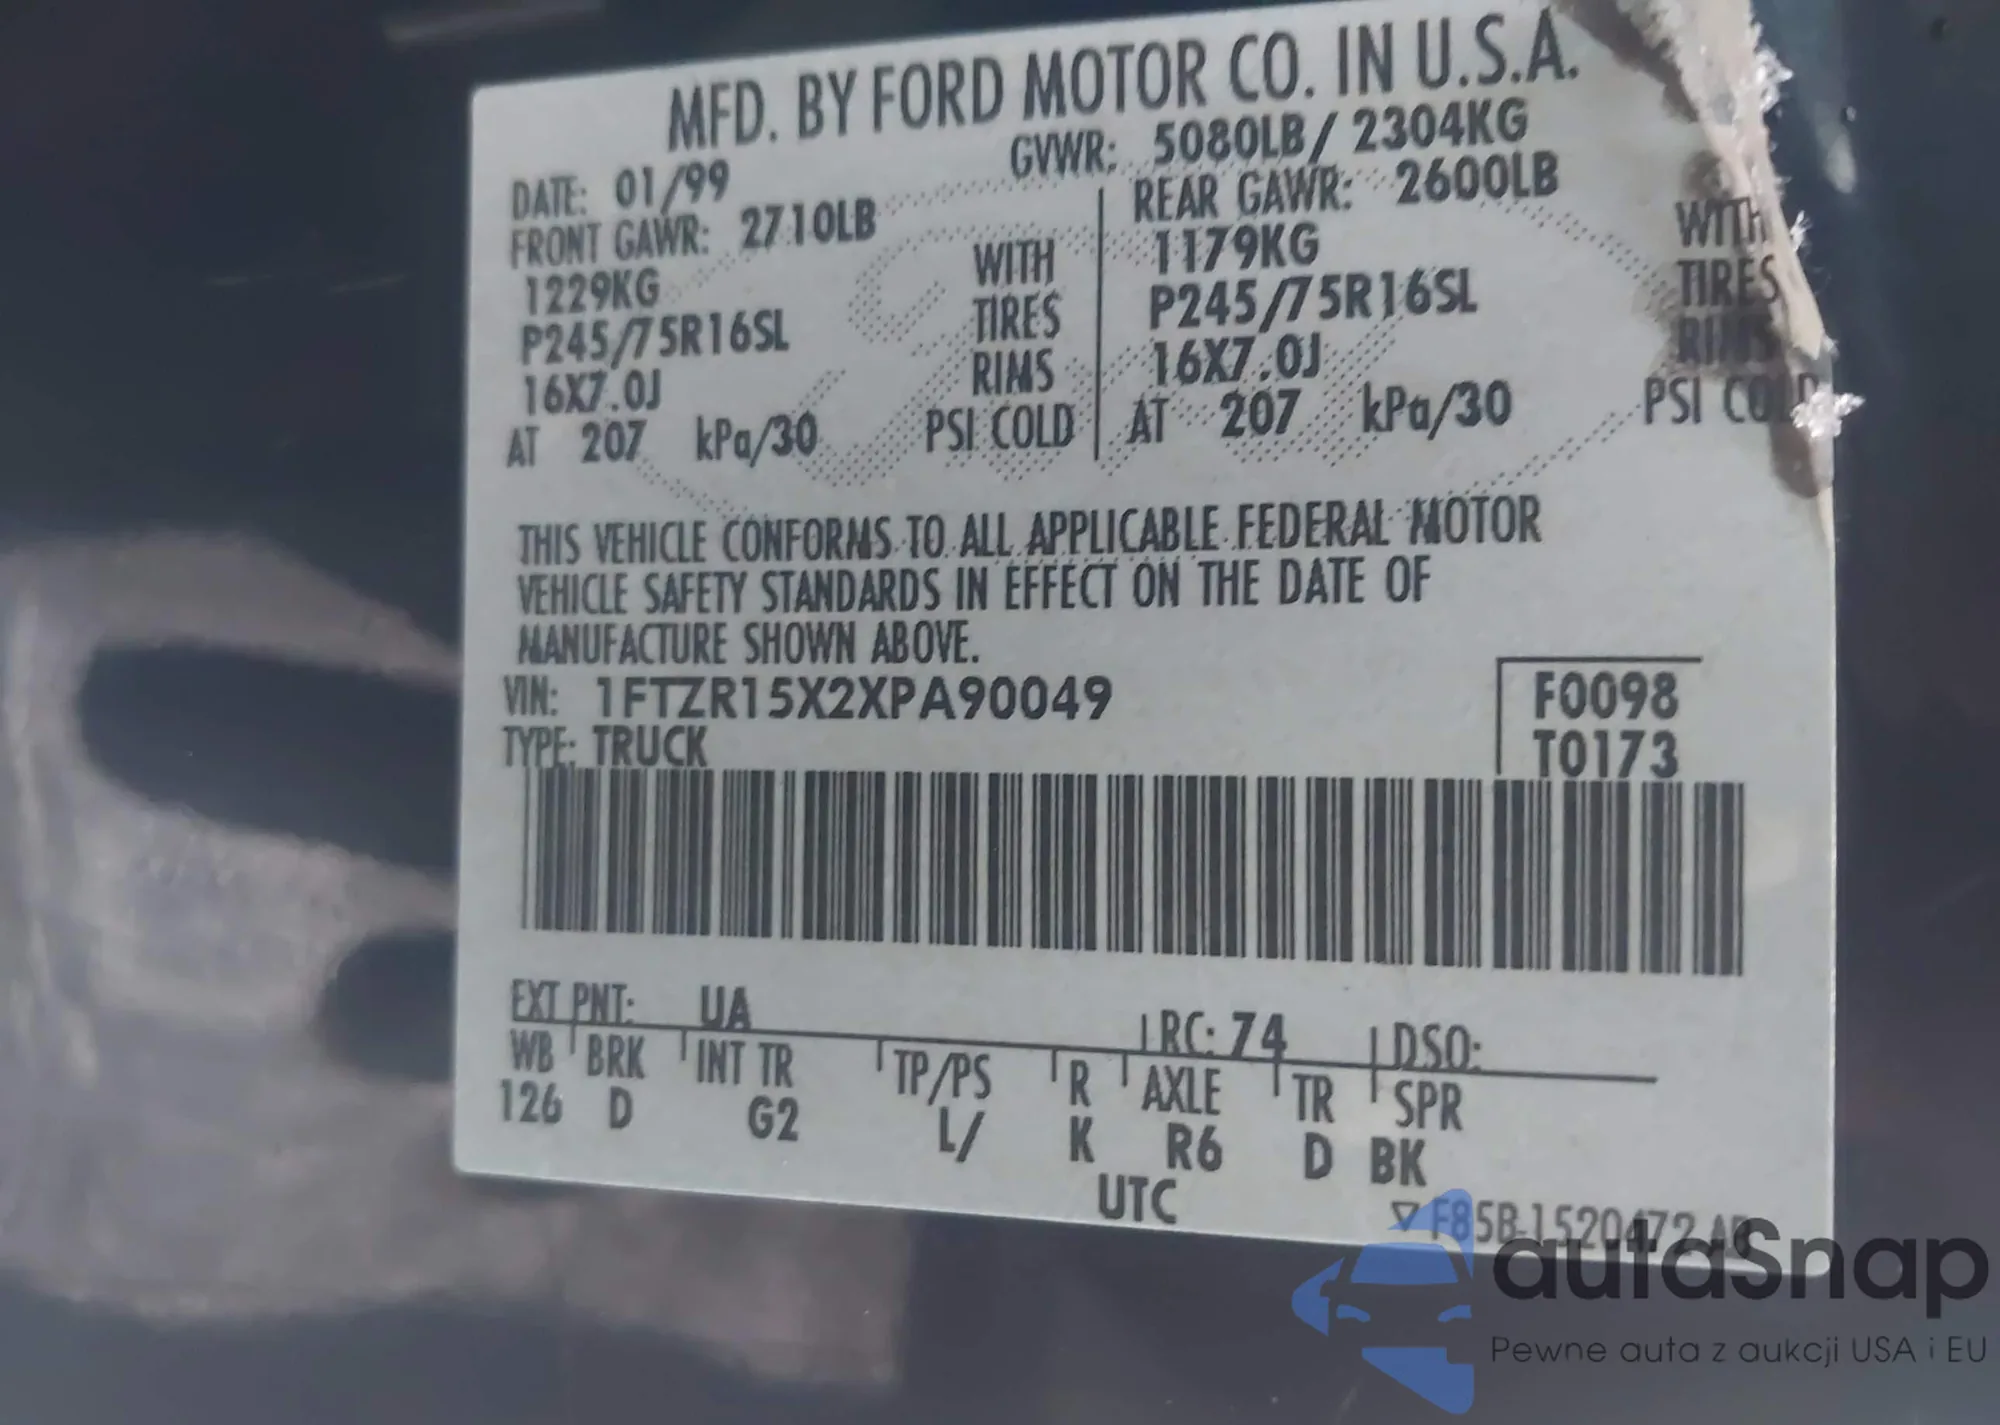 MFD. BY FORD MOTOR CO. IN U.S.A.
DATE: 01/99 GVWR: 5080LB/ 2304KG
FRONT GAWR: 2710LB REAR GAWR: 2600LB
1229KG WITH 1179KG WITH
P245/75R16SL TIRES P245/75R16SL TIRES
16X7.0J RIMS 16X7.0J RIMS
AT 207 kPa/30 PSI COLD AT 207 kPa/30 PSI COLD
THIS VEHICLE CONFORMS TO ALL APPLICABLE FEDERAL MOTOR
VEHICLE SAFETY STANDARDS IN EFFECT ON THE DATE OF
MANUFACTURE SHOWN ABOVE.
VIN: 1FTZR15X2XPA90049 F0098
TYPE: TRUCK T0173
EXT PNT: UA RC: 74 DSO:
WB BRK INT TR TP/PS R AXLE TR SPR
126 D G2 L/ K R6 D BK
UTC
▽ F85B-1520472 AB
autaSnap
Pewne auta z aukcji USA i EU